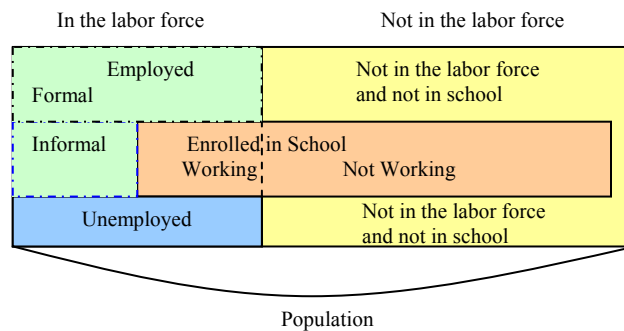 In the labor force
Not in the labor force
Employed
Formal
Not in the labor force
and not in school
Informal
Enrolled in School
Working
Not Working
Unemployed
Not in the labor force
and not in school
Population